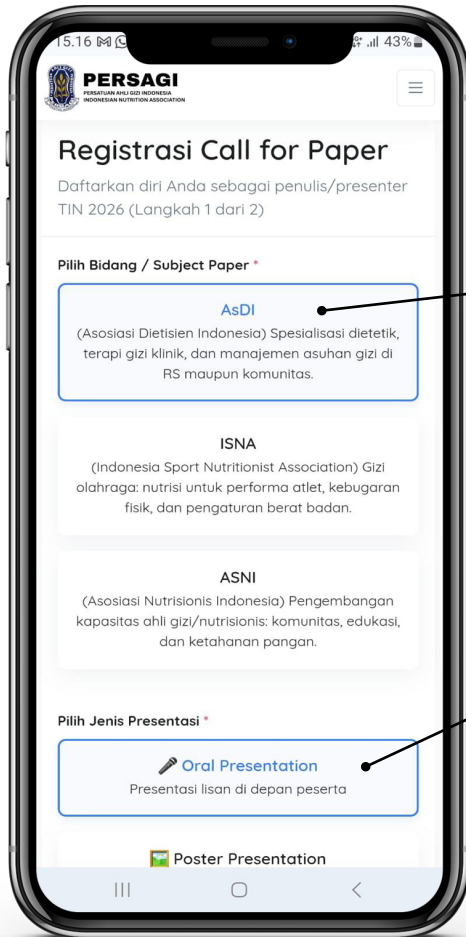 15.16
43%
PERSAGI
PERSATUAN AHLI GIZI INDONESIA
INDONESIAN NUTRITION ASSOCIATION
Registrasi Call for Paper
Daftarkan diri Anda sebagai penulis/presenter
TIN 2026 (Langkah 1 dari 2)
Pilih Bidang / Subject Paper *
AsDI
(Asosiasi Dietisien Indonesia) Spesialisasi dietetik,
terapi gizi klinik, dan manajemen asuhan gizi di
RS maupun komunitas.
ISNA
(Indonesia Sport Nutritionist Association) Gizi
olahraga: nutrisi untuk performa atlet, kebugaran
fisik, dan pengaturan berat badan.
ASNI
(Asosiasi Nutrisionis Indonesia) Pengembangan
kapasitas ahli gizi/nutrisionis: komunitas, edukasi,
dan ketahanan pangan.
Pilih Jenis Presentasi *
🎤 Oral Presentation
Presentasi lisan di depan peserta
🖼️ Poster Presentation